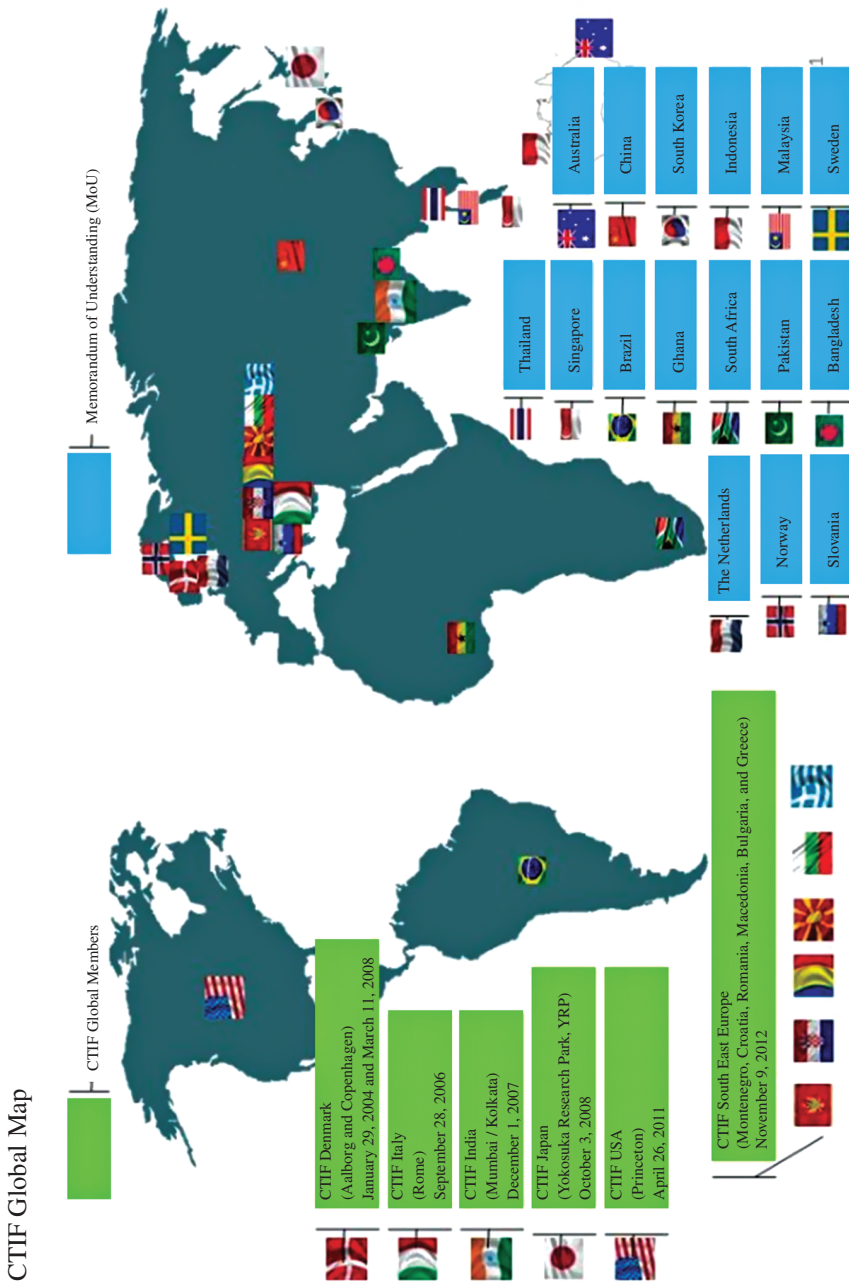 CTIF Global Map
CTIF Global Members
Memorandum of Understanding (MoU)
CTIF Denmark
(Aalborg and Copenhagen)
January 29, 2004 and March 11, 2008
CTIF Italy
(Rome)
September 28, 2006
CTIF India
(Mumbai / Kolkata)
December 1, 2007
CTIF Japan
(Yokosuka Research Park, YRP)
October 3, 2008
CTIF USA
(Princeton)
April 26, 2011
CTIF South East Europe
(Montenegro, Croatia, Romania, Macedonia, Bulgaria, and Greece)
November 9, 2012
The Netherlands
Norway
Slovania
Thailand
Singapore
Brazil
Ghana
South Africa
Pakistan
Bangladesh
Australia
China
South Korea
Indonesia
Malaysia
Sweden
1